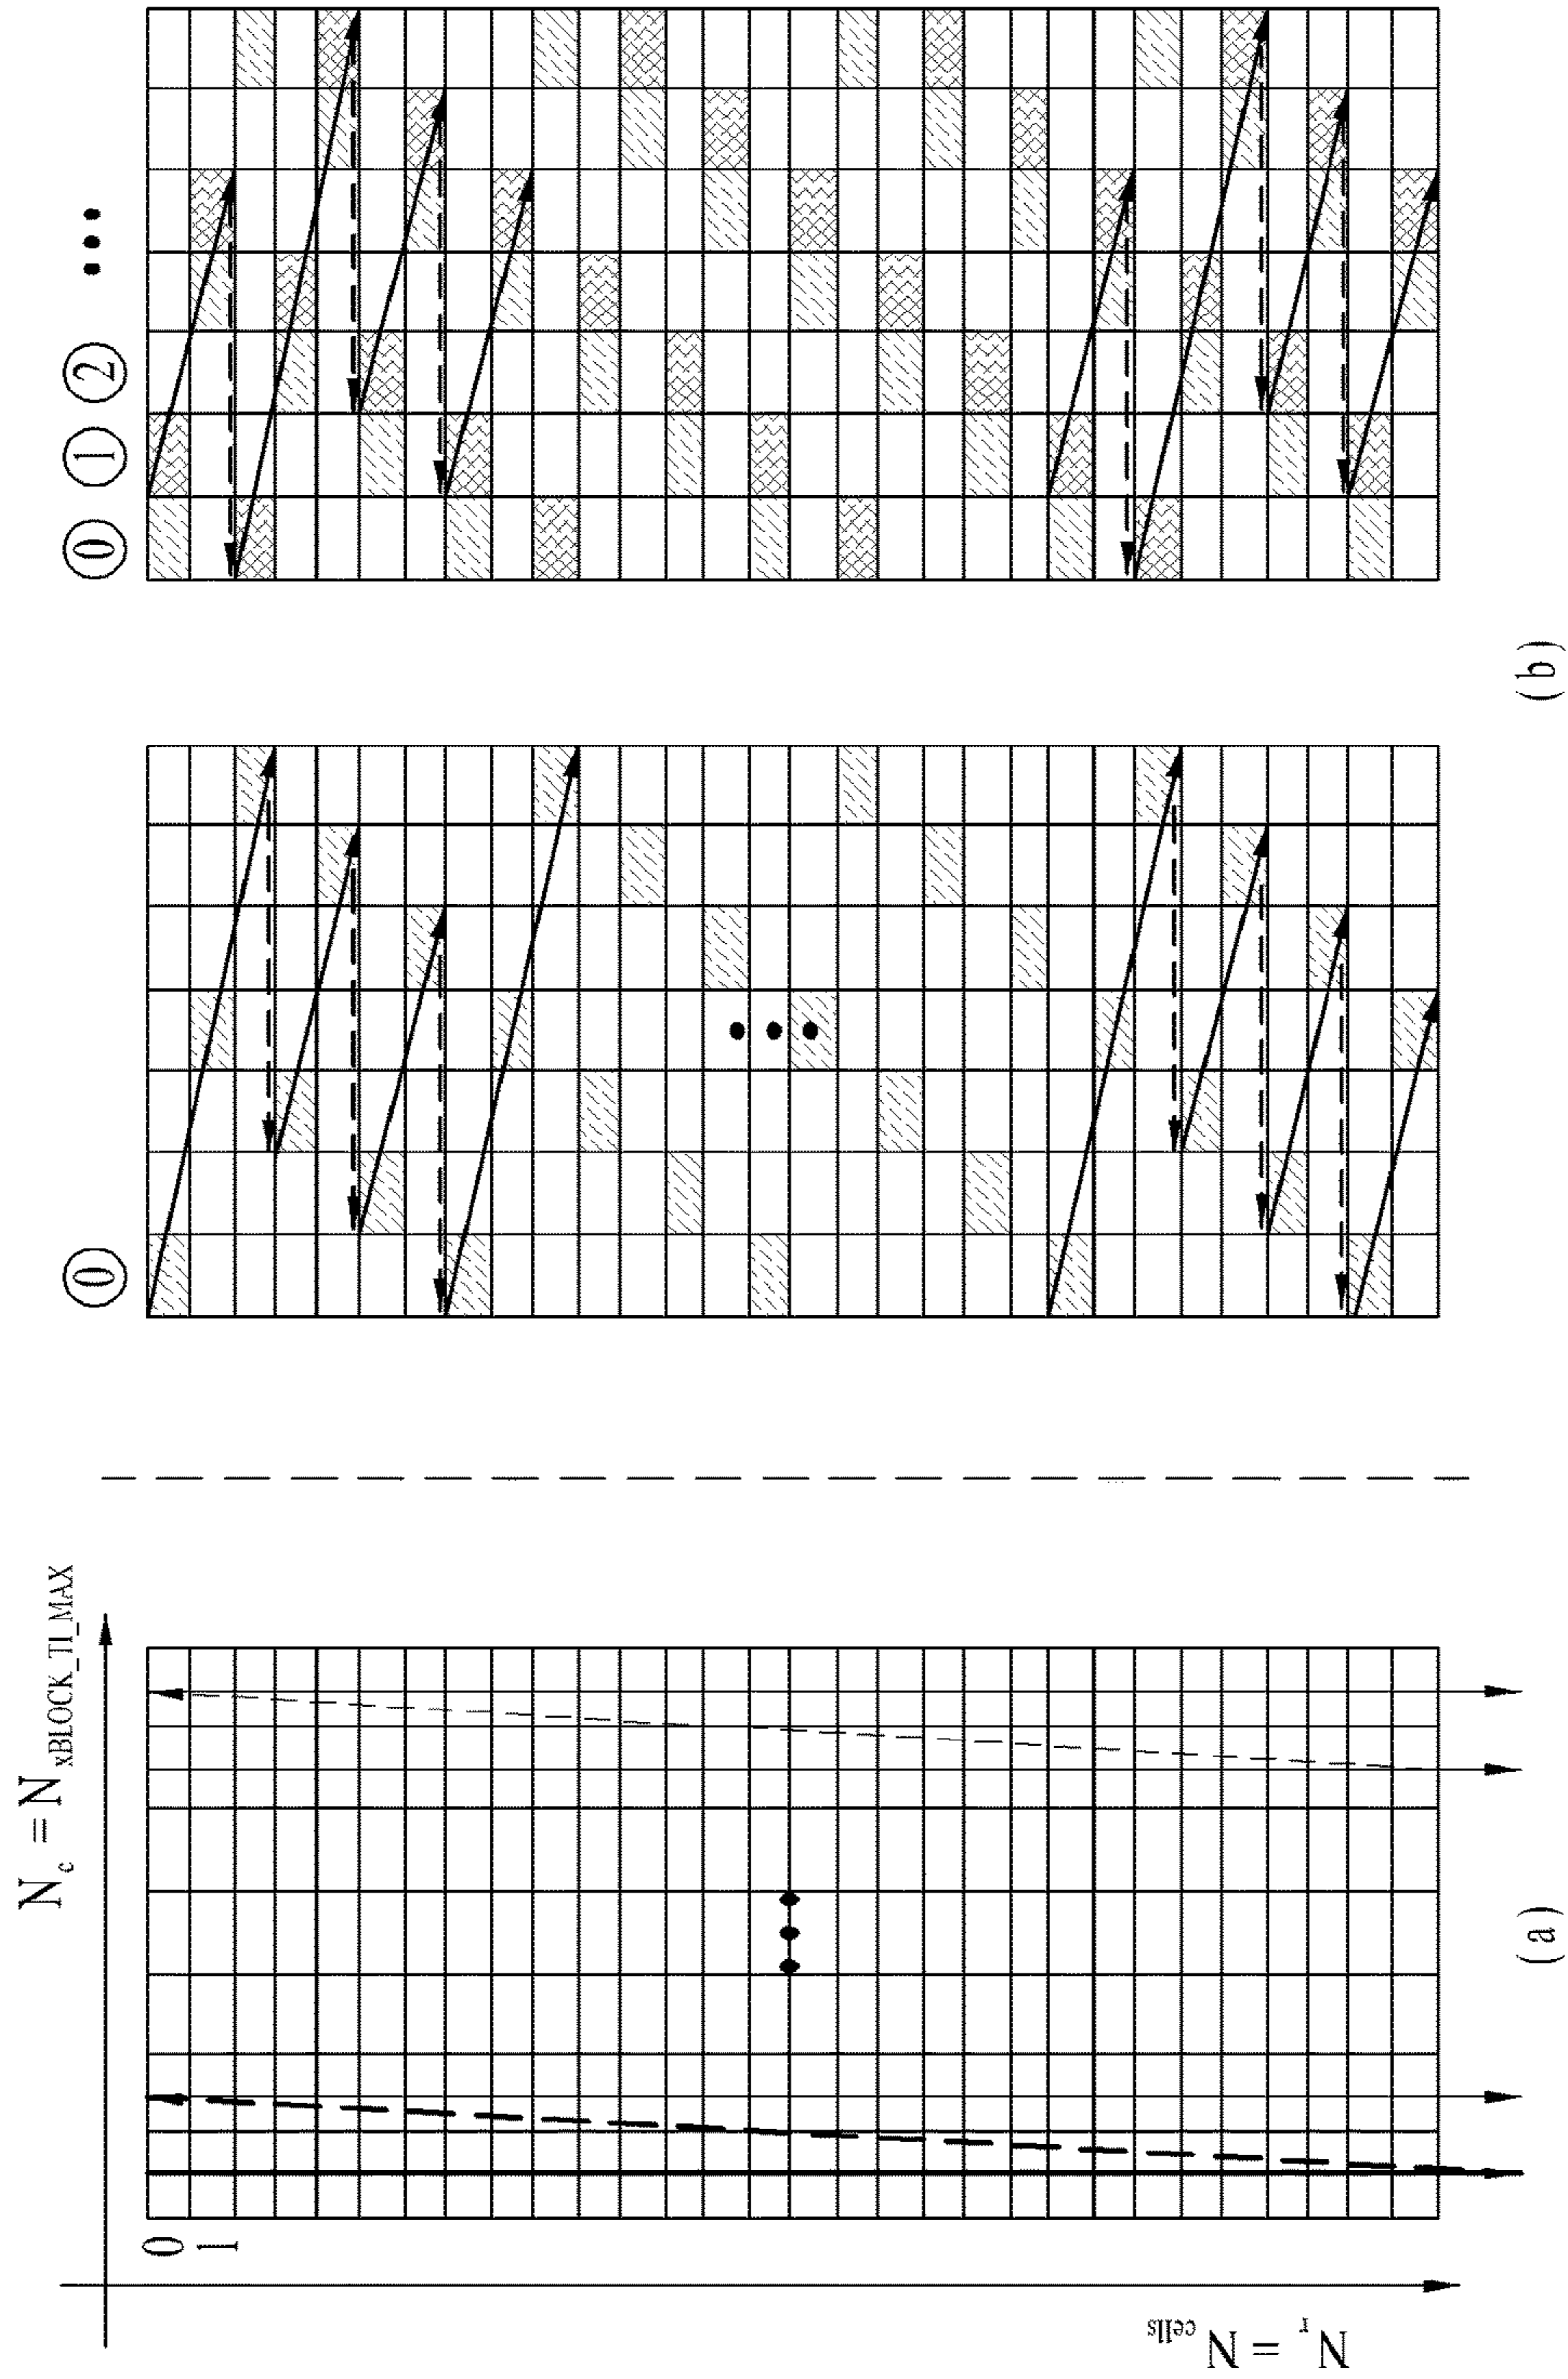 N_c = N_xBLOCK_TI_MAX
N_r = N_cells
0
1
(a)
0
0 1 2 •••
(b)